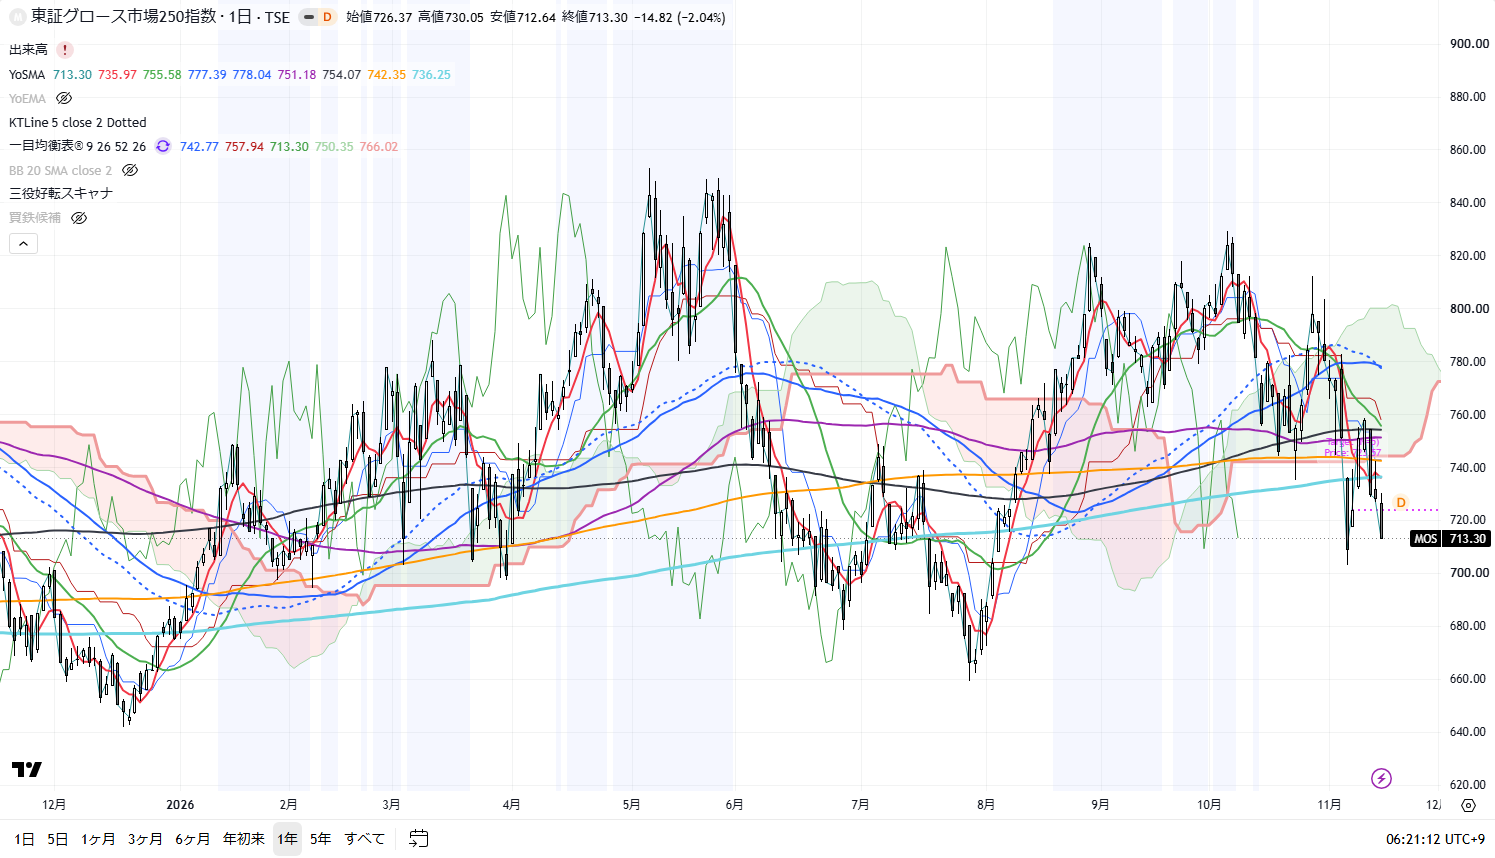 東証グロース市場250指数 · 1日 · TSE D 始値726.37 高値730.05 安値712.64 終値713.30 −14.82 (−2.04%)
出来高
YoSMA 713.30 735.97 755.58 777.39 778.04 751.18 754.07 742.35 736.25
YoEMA
KTLine 5 close 2 Dotted
一目均衡表® 9 26 52 26 742.77 757.94 713.30 750.35 766.02
BB 20 SMA close 2
三役好転スキャナ
買鉄候補
900.00
880.00
860.00
840.00
820.00
800.00
780.00
760.00
740.00
720.00
700.00
680.00
660.00
640.00
620.00
D
MOS 713.30
12月 2026 2月 3月 4月 5月 6月 7月 8月 9月 10月 11月
1日 5日 1ヶ月 3ヶ月 6ヶ月 年初来 1年 5年 すべて
06:21:12 UTC+9